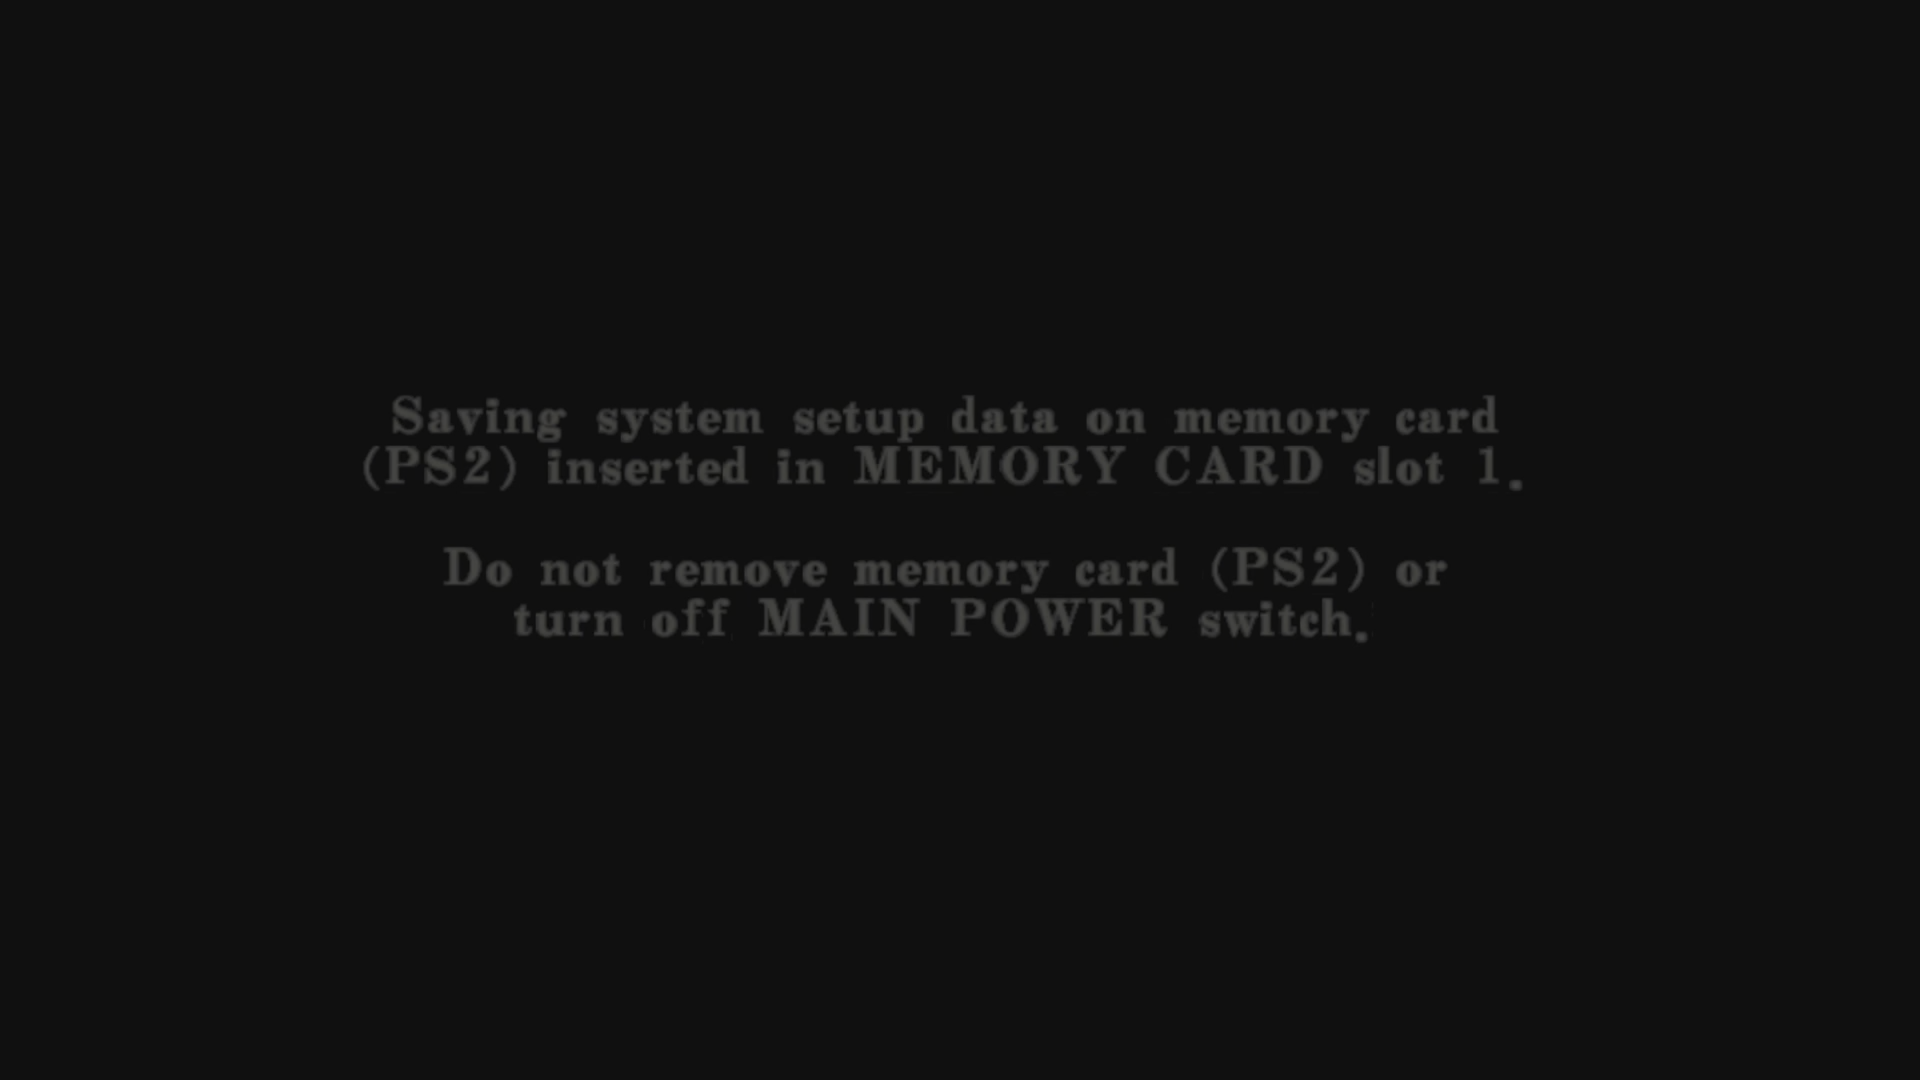 Saving system setup data on memory card
(PS2) inserted in MEMORY CARD slot 1.
Do not remove memory card (PS2) or
turn off MAIN POWER switch.